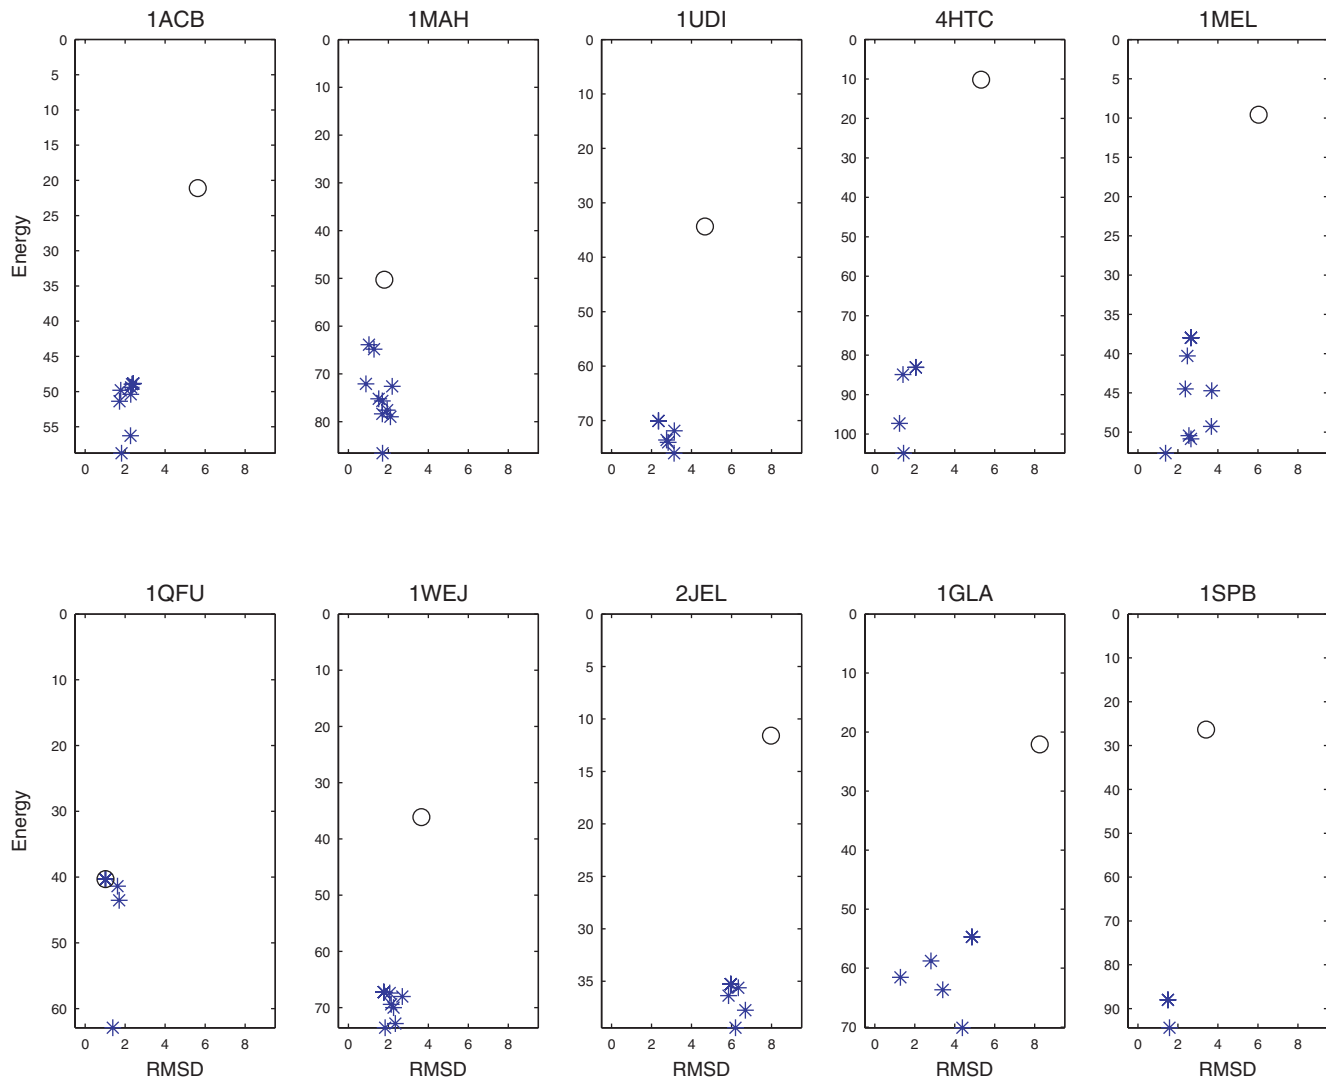 1ACB 1MAH 1UDI 4HTC 1MEL
Energy
0 5 10 15 20 25 30 35 40 45 50 55
0 2 4 6 8
0 10 20 30 40 50 60 70 80
0 2 4 6 8
0 10 20 30 40 50 60 70
0 2 4 6 8
0 10 20 30 40 50 60 70 80 90 100
0 2 4 6 8
0 5 10 15 20 25 30 35 40 45 50
0 2 4 6 8
1QFU 1WEJ 2JEL 1GLA 1SPB
Energy
0 10 20 30 40 50 60
0 2 4 6 8
0 10 20 30 40 50 60 70
0 2 4 6 8
0 5 10 15 20 25 30 35
0 2 4 6 8
0 10 20 30 40 50 60 70
0 2 4 6 8
0 10 20 30 40 50 60 70 80 90
0 2 4 6 8
RMSD RMSD RMSD RMSD RMSD